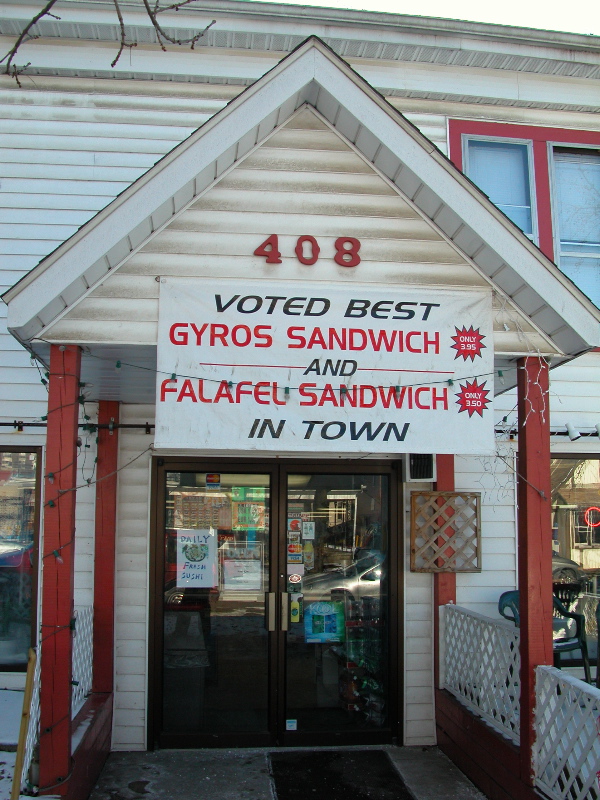 408
VOTED BEST
GYROS SANDWICH ONLY 3.95
AND
FALAFEL SANDWICH ONLY 3.50
IN TOWN
DAILY
FRESH
SUSHI